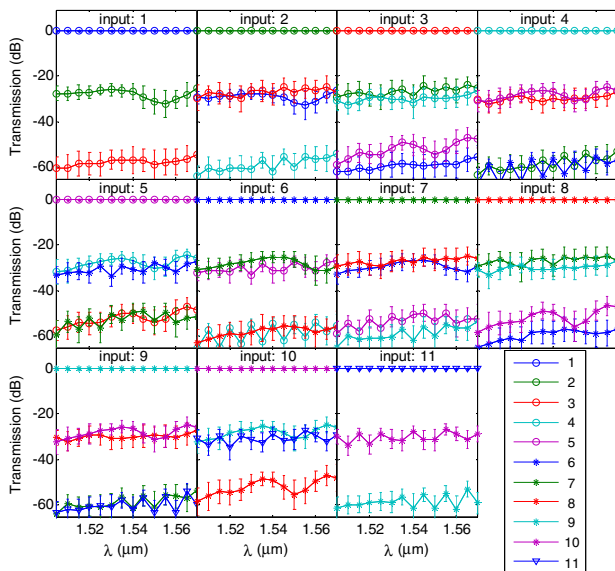 input: 1 input: 2 input: 3 input: 4
0
-20
-40
-60
Transmission (dB)
input: 5 input: 6 input: 7 input: 8
0
-20
-40
-60
Transmission (dB)
input: 9 input: 10 input: 11
0
-20
-40
-60
Transmission (dB)
1.52 1.54 1.56 1.52 1.54 1.56 1.52 1.54 1.56
λ (μm) λ (μm) λ (μm)
1
2
3
4
5
6
7
8
9
10
11